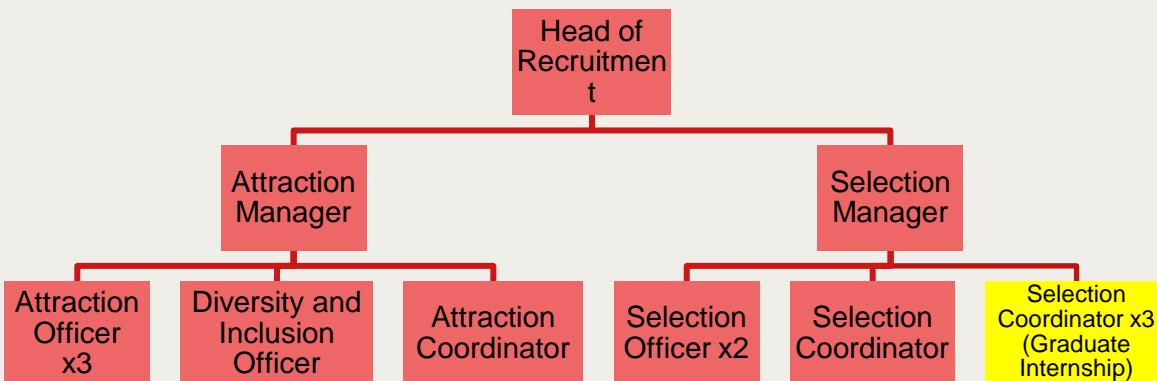 Head of
Recruitmen
t
Attraction
Manager
Selection
Manager
Attraction
Officer
x3
Diversity and
Inclusion
Officer
Attraction
Coordinator
Selection
Officer x2
Selection
Coordinator
Selection
Coordinator x3
(Graduate
Internship)